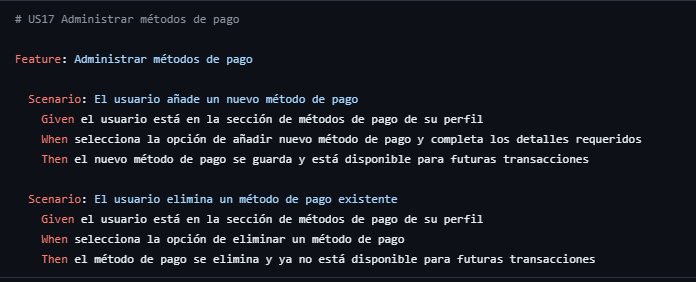 # US17 Administrar métodos de pago
Feature: Administrar métodos de pago
Scenario: El usuario añade un nuevo método de pago
Given el usuario está en la sección de métodos de pago de su perfil
When selecciona la opción de añadir nuevo método de pago y completa los detalles requeridos
Then el nuevo método de pago se guarda y está disponible para futuras transacciones
Scenario: El usuario elimina un método de pago existente
Given el usuario está en la sección de métodos de pago de su perfil
When selecciona la opción de eliminar un método de pago
Then el método de pago se elimina y ya no está disponible para futuras transacciones